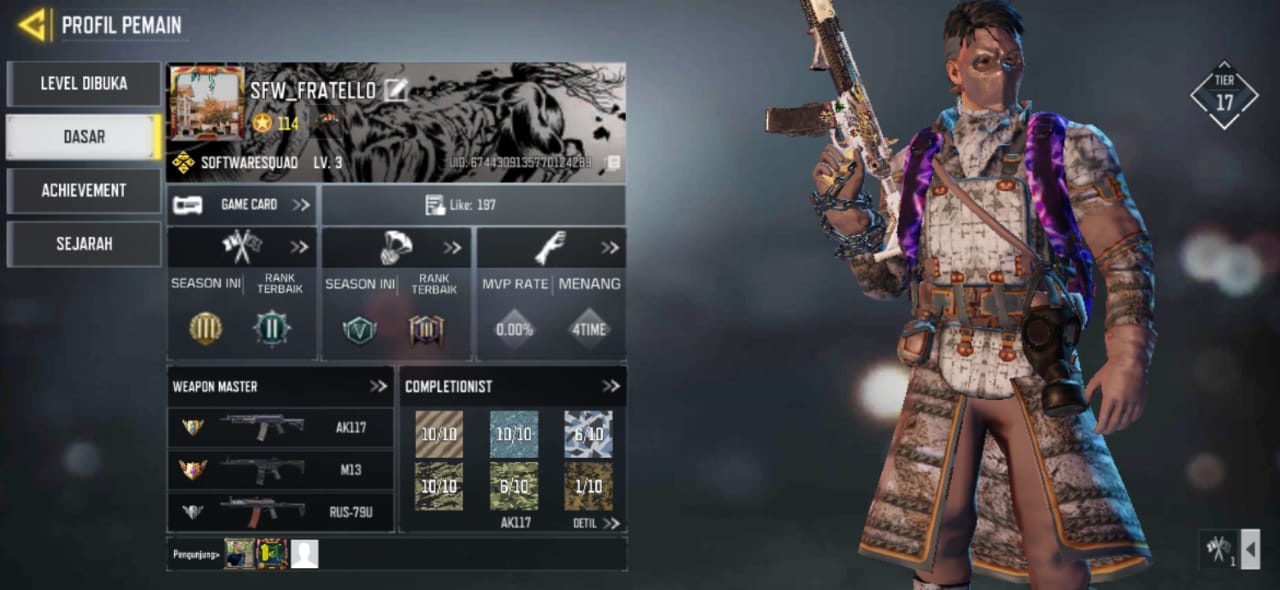 PROFIL PEMAIN
LEVEL DIBUKA
DASAR
ACHIEVEMENT
SEJARAH
SFW_FRATELLO
114
SOFTWARESQUAD LV. 3
UID: 6744309135770124289
GAME CARD
Like: 197
SEASON INI
RANK TERBAIK
SEASON INI
RANK TERBAIK
MVP RATE
MENANG
0.00%
4TIME
WEAPON MASTER
AK117
M13
RUS-79U
COMPLETIONIST
10/10 10/10 6/10
10/10 6/10 1/10
AK117
DETIL
Pengunjung>
TIER
17
1